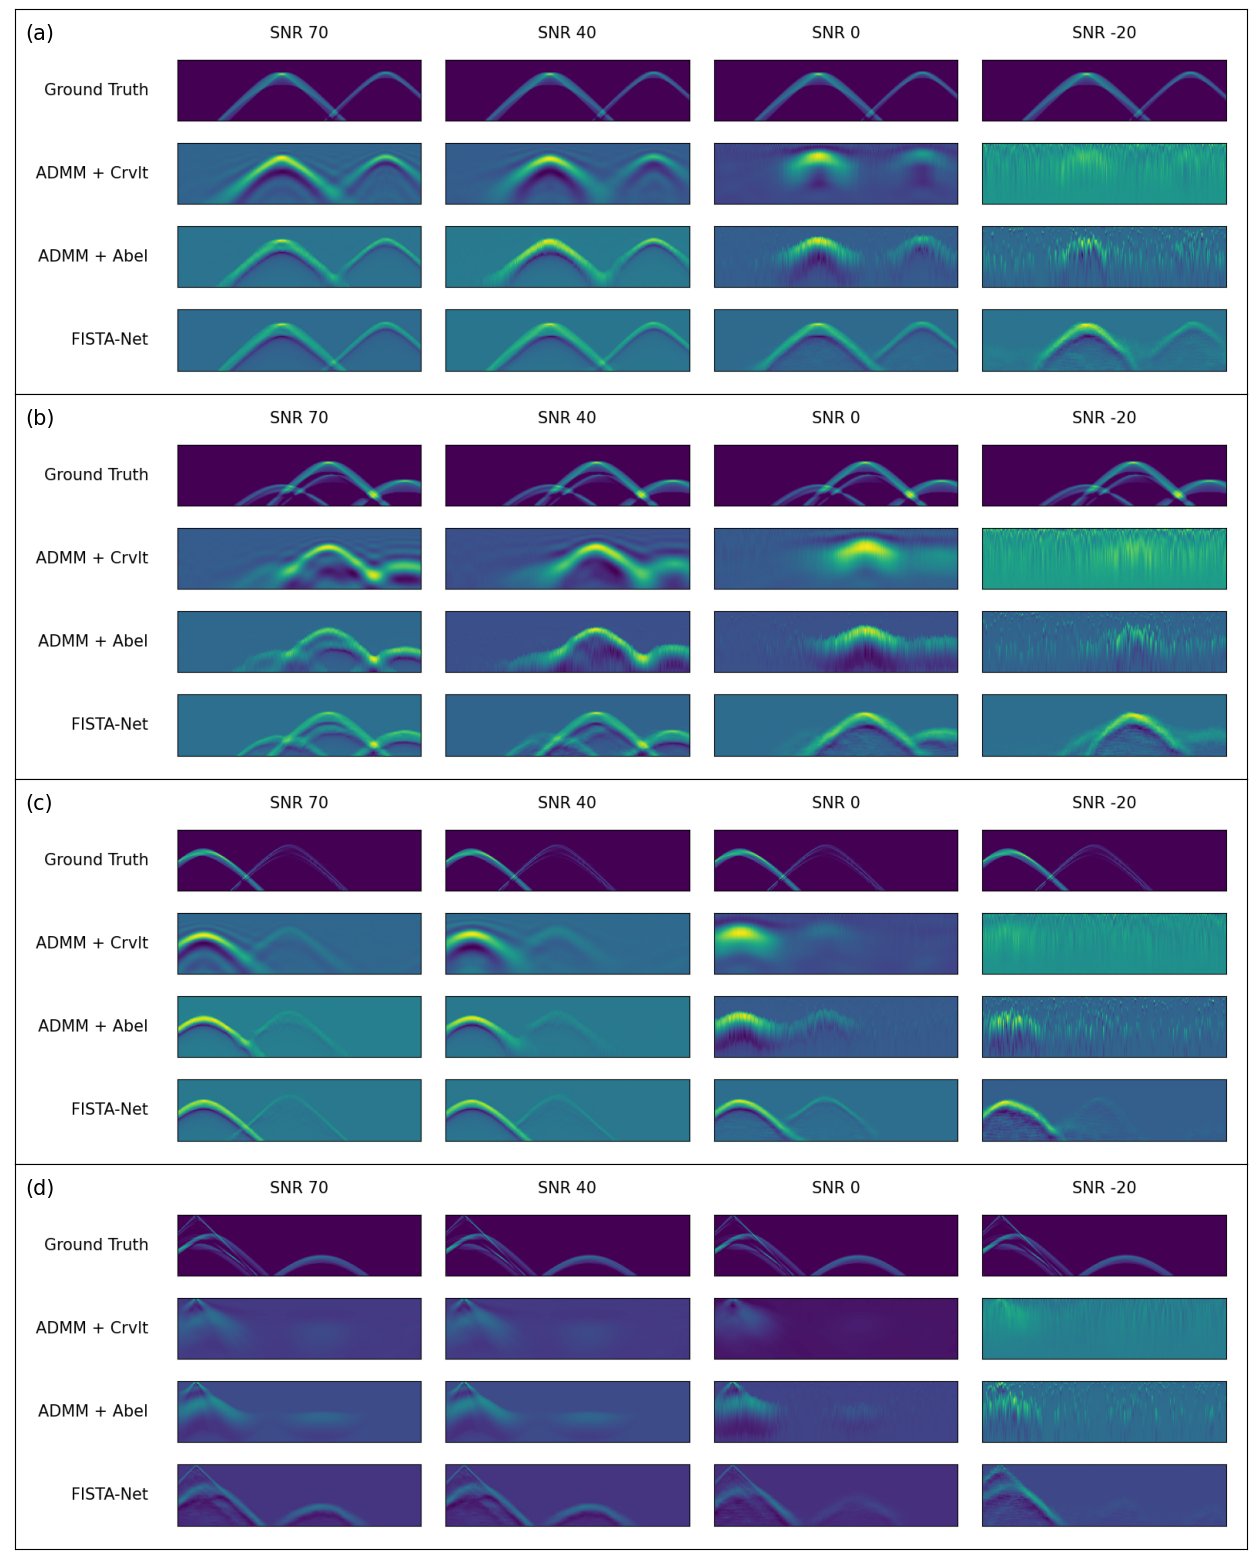 (a)
SNR 70 SNR 40 SNR 0 SNR -20
Ground Truth
ADMM + Crvlt
ADMM + Abel
FISTA-Net
(b)
SNR 70 SNR 40 SNR 0 SNR -20
Ground Truth
ADMM + Crvlt
ADMM + Abel
FISTA-Net
(c)
SNR 70 SNR 40 SNR 0 SNR -20
Ground Truth
ADMM + Crvlt
ADMM + Abel
FISTA-Net
(d)
SNR 70 SNR 40 SNR 0 SNR -20
Ground Truth
ADMM + Crvlt
ADMM + Abel
FISTA-Net